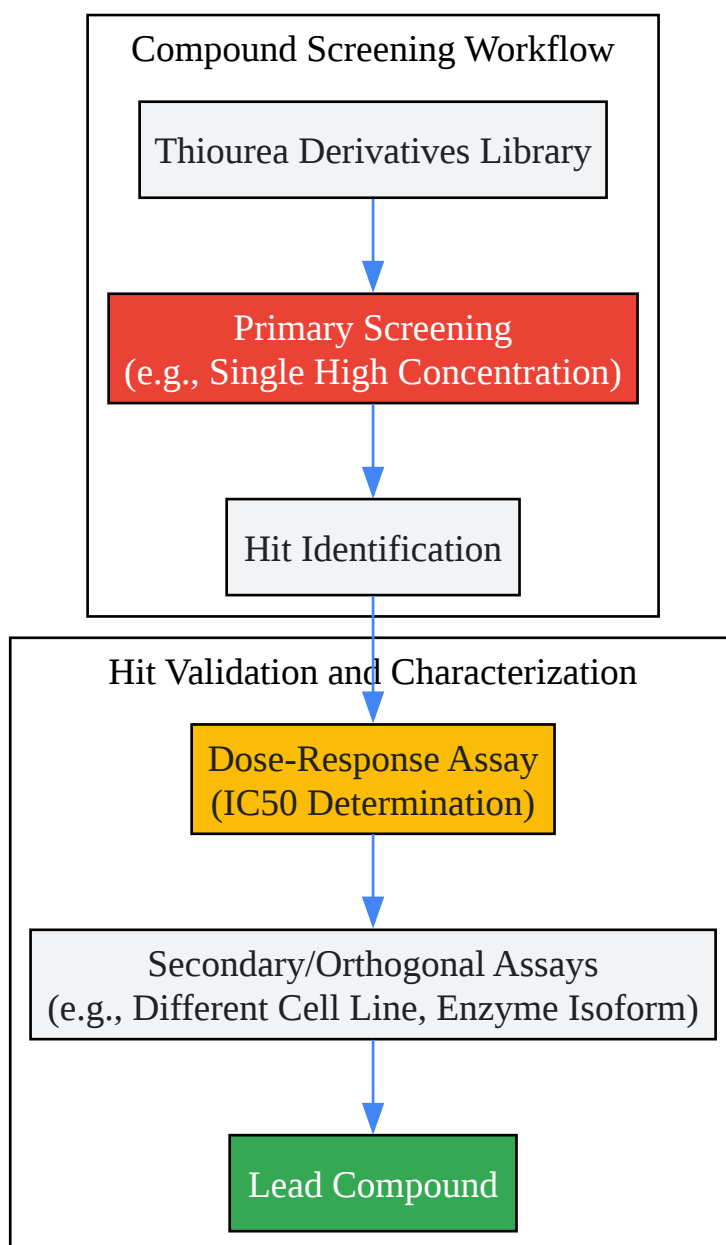 Compound Screening Workflow
Thiourea Derivatives Library
Primary Screening
(e.g., Single High Concentration)
Hit Identification
Hit Validation and Characterization
Dose-Response Assay
(IC50 Determination)
Secondary/Orthogonal Assays
(e.g., Different Cell Line, Enzyme Isoform)
Lead Compound